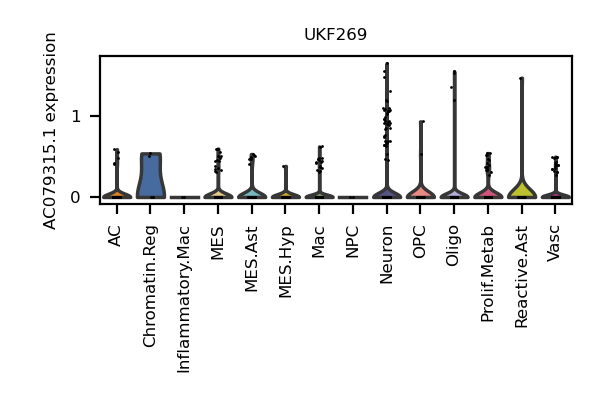 UKF269
AC079315.1 expression
1
0
AC
Chromatin.Reg
Inflammatory.Mac
MES
MES.Ast
MES.Hyp
Mac
NPC
Neuron
OPC
Oligo
Prolif.Metab
Reactive.Ast
Vasc